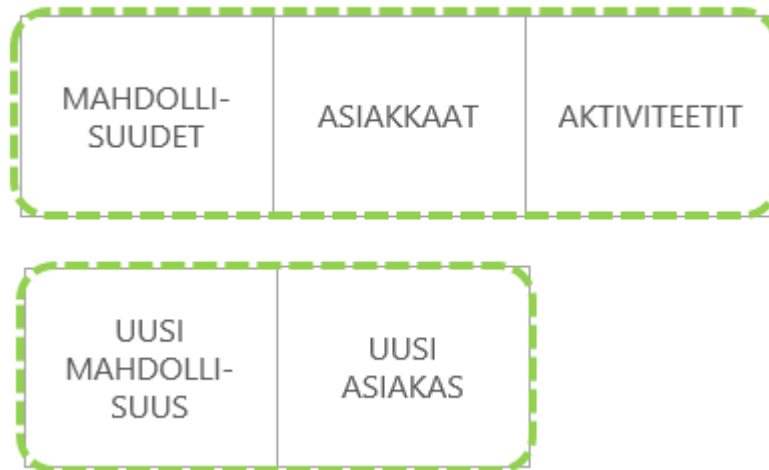 MAHDOLLI-
SUUDET
ASIAKKAAT
AKTIVITEETIT
UUSI
MAHDOLLI-
SUUS
UUSI
ASIAKAS